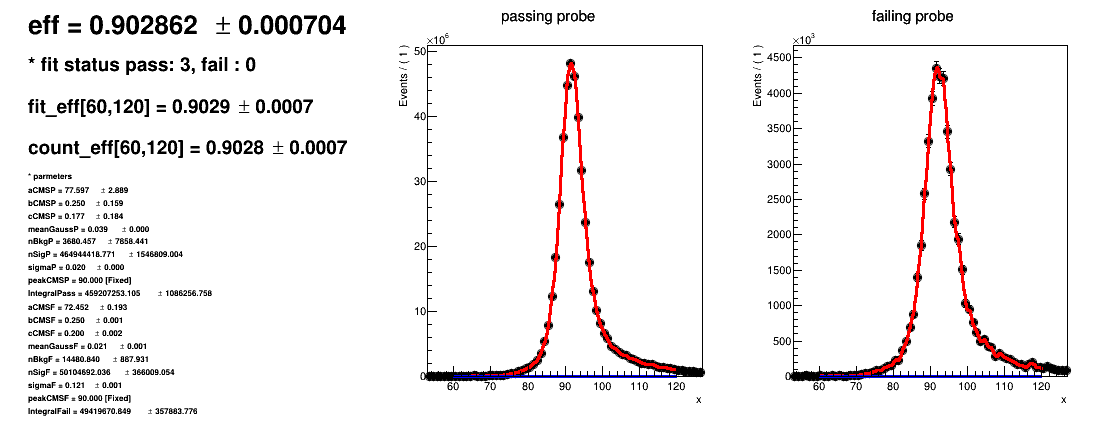 eff = 0.902862 ± 0.000704
* fit status pass: 3, fail : 0
fit_eff[60,120] = 0.9029 ± 0.0007
count_eff[60,120] = 0.9028 ± 0.0007
* parmeters
aCMSP = 77.597 ± 2.889
bCMSP = 0.250 ± 0.159
cCMSP = 0.177 ± 0.184
meanGaussP = 0.039 ± 0.000
nBkgP = 3680.457 ± 7858.441
nSigP = 464944418.771 ± 1546809.004
sigmaP = 0.020 ± 0.000
peakCMSP = 90.000 [Fixed]
IntegralPass = 459207253.105 ± 1086256.758
aCMSF = 72.452 ± 0.193
bCMSF = 0.250 ± 0.001
cCMSF = 0.200 ± 0.002
meanGaussF = 0.021 ± 0.001
nBkgF = 14480.840 ± 887.931
nSigF = 50104692.036 ± 366009.054
sigmaF = 0.121 ± 0.001
peakCMSF = 90.000 [Fixed]
IntegralFail = 49419670.849 ± 357883.776
passing probe
×10⁶
Events / ( 1 )
50
40
30
20
10
0
60 70 80 90 100 110 120
x
failing probe
×10³
Events / ( 1 )
4500
4000
3500
3000
2500
2000
1500
1000
500
0
60 70 80 90 100 110 120
x